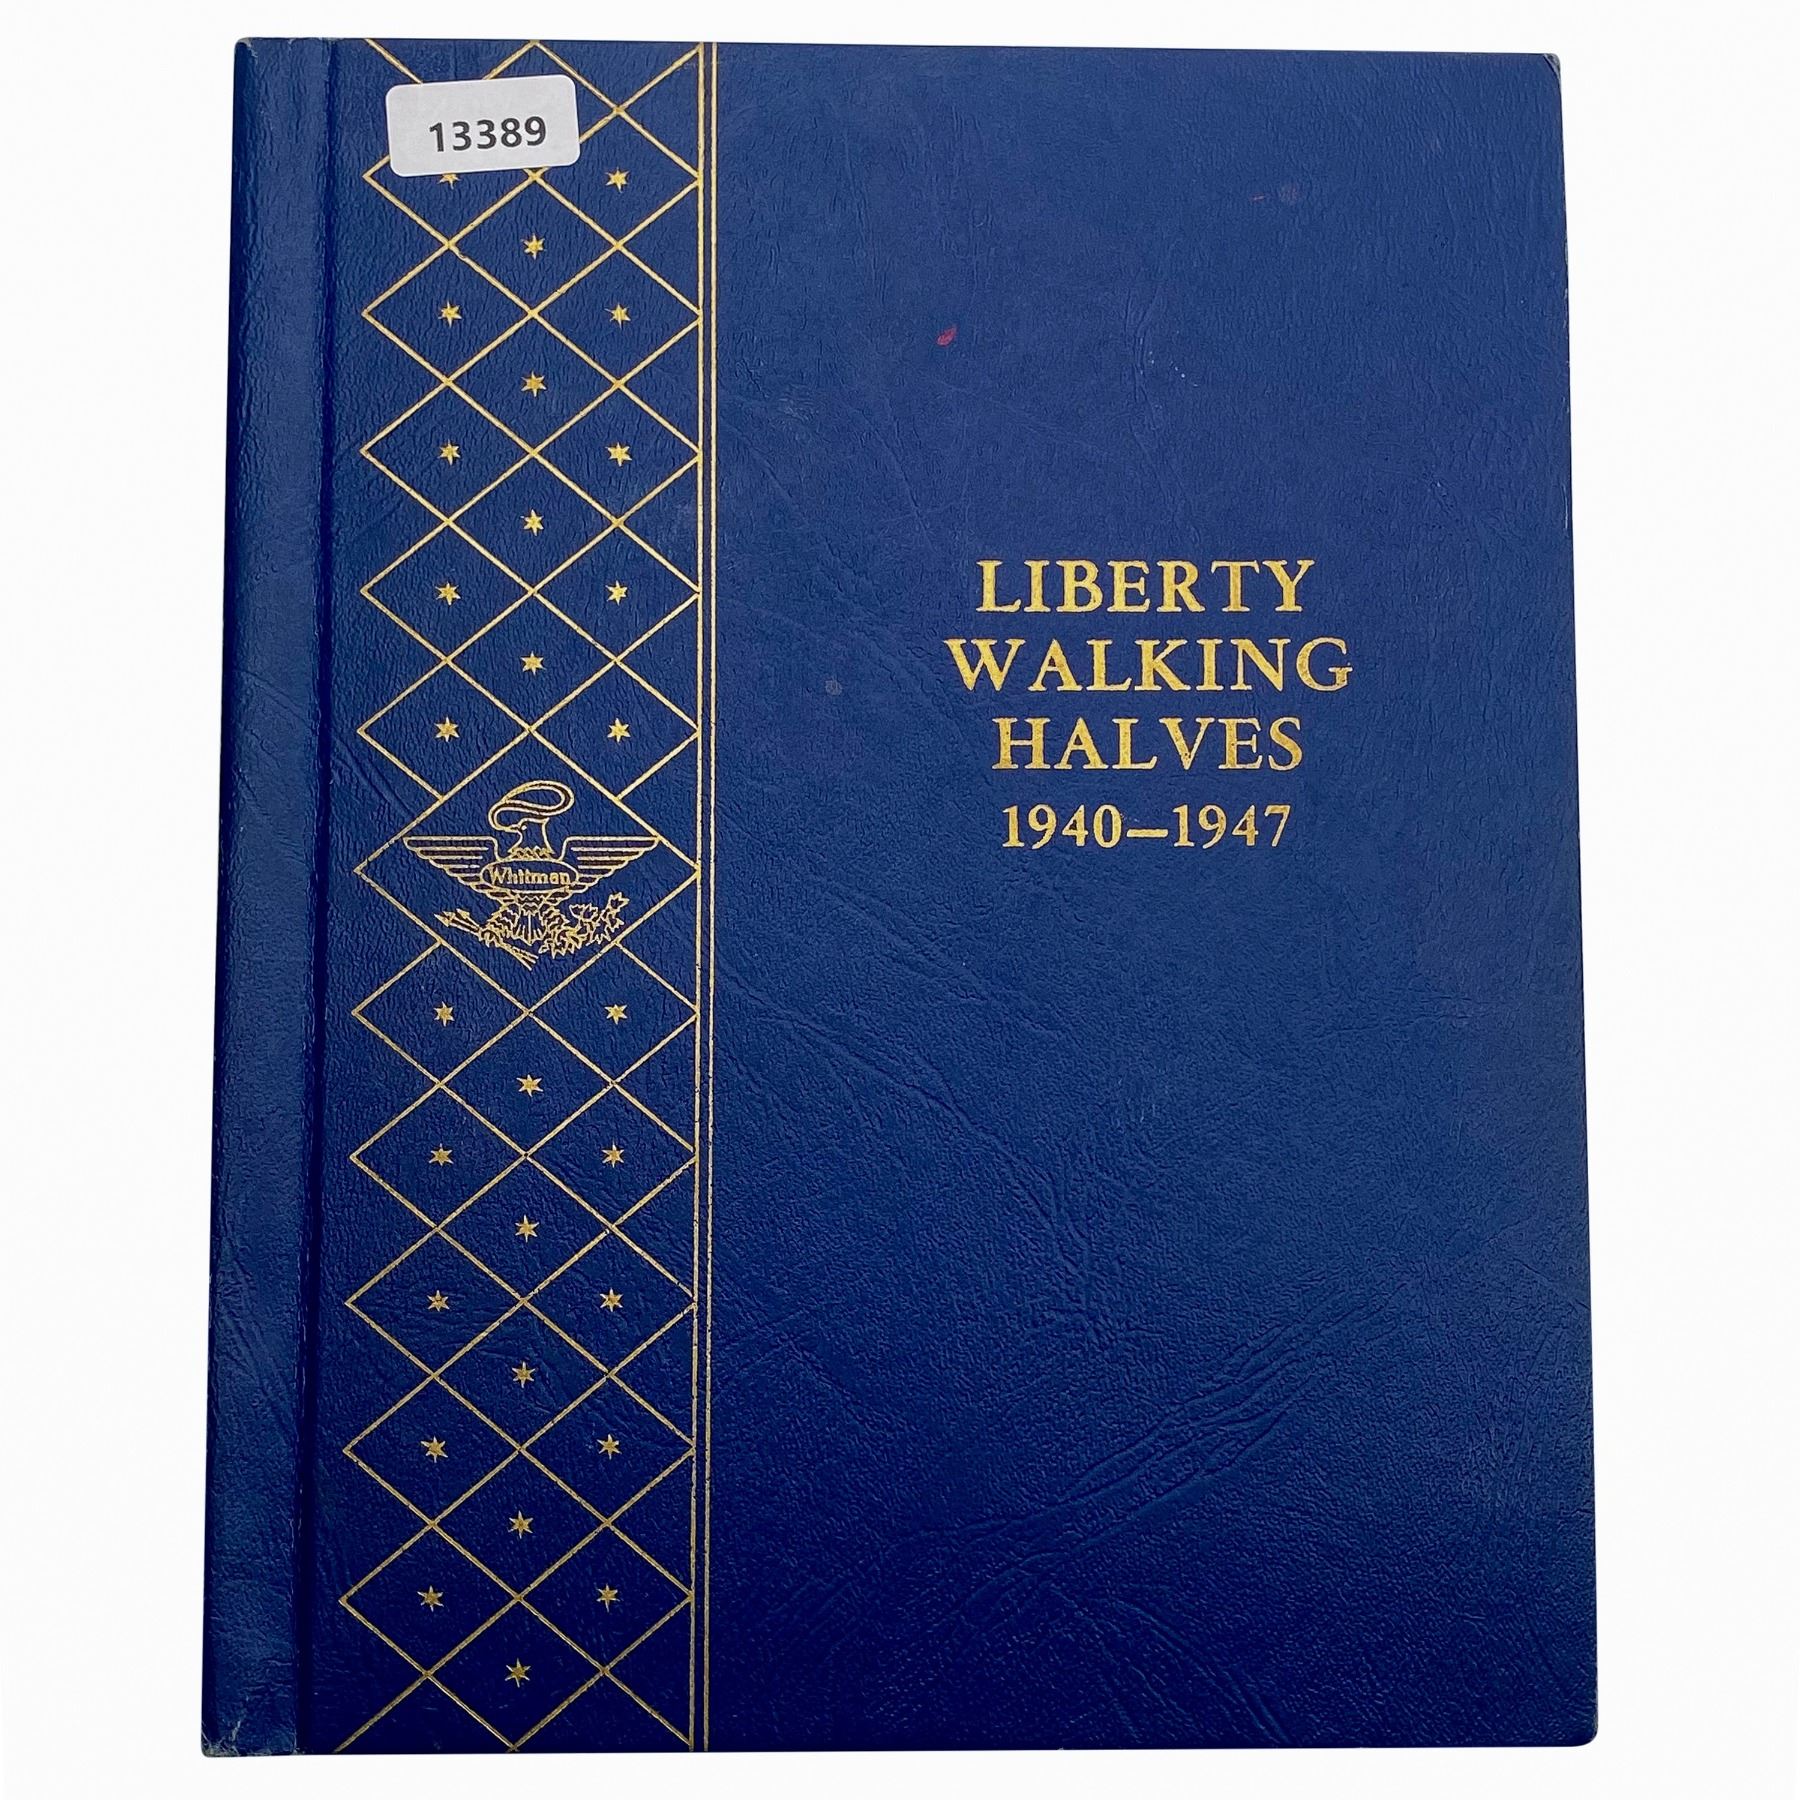 13389
LIBERTY
WALKING
HALVES
1940–1947
Whitman